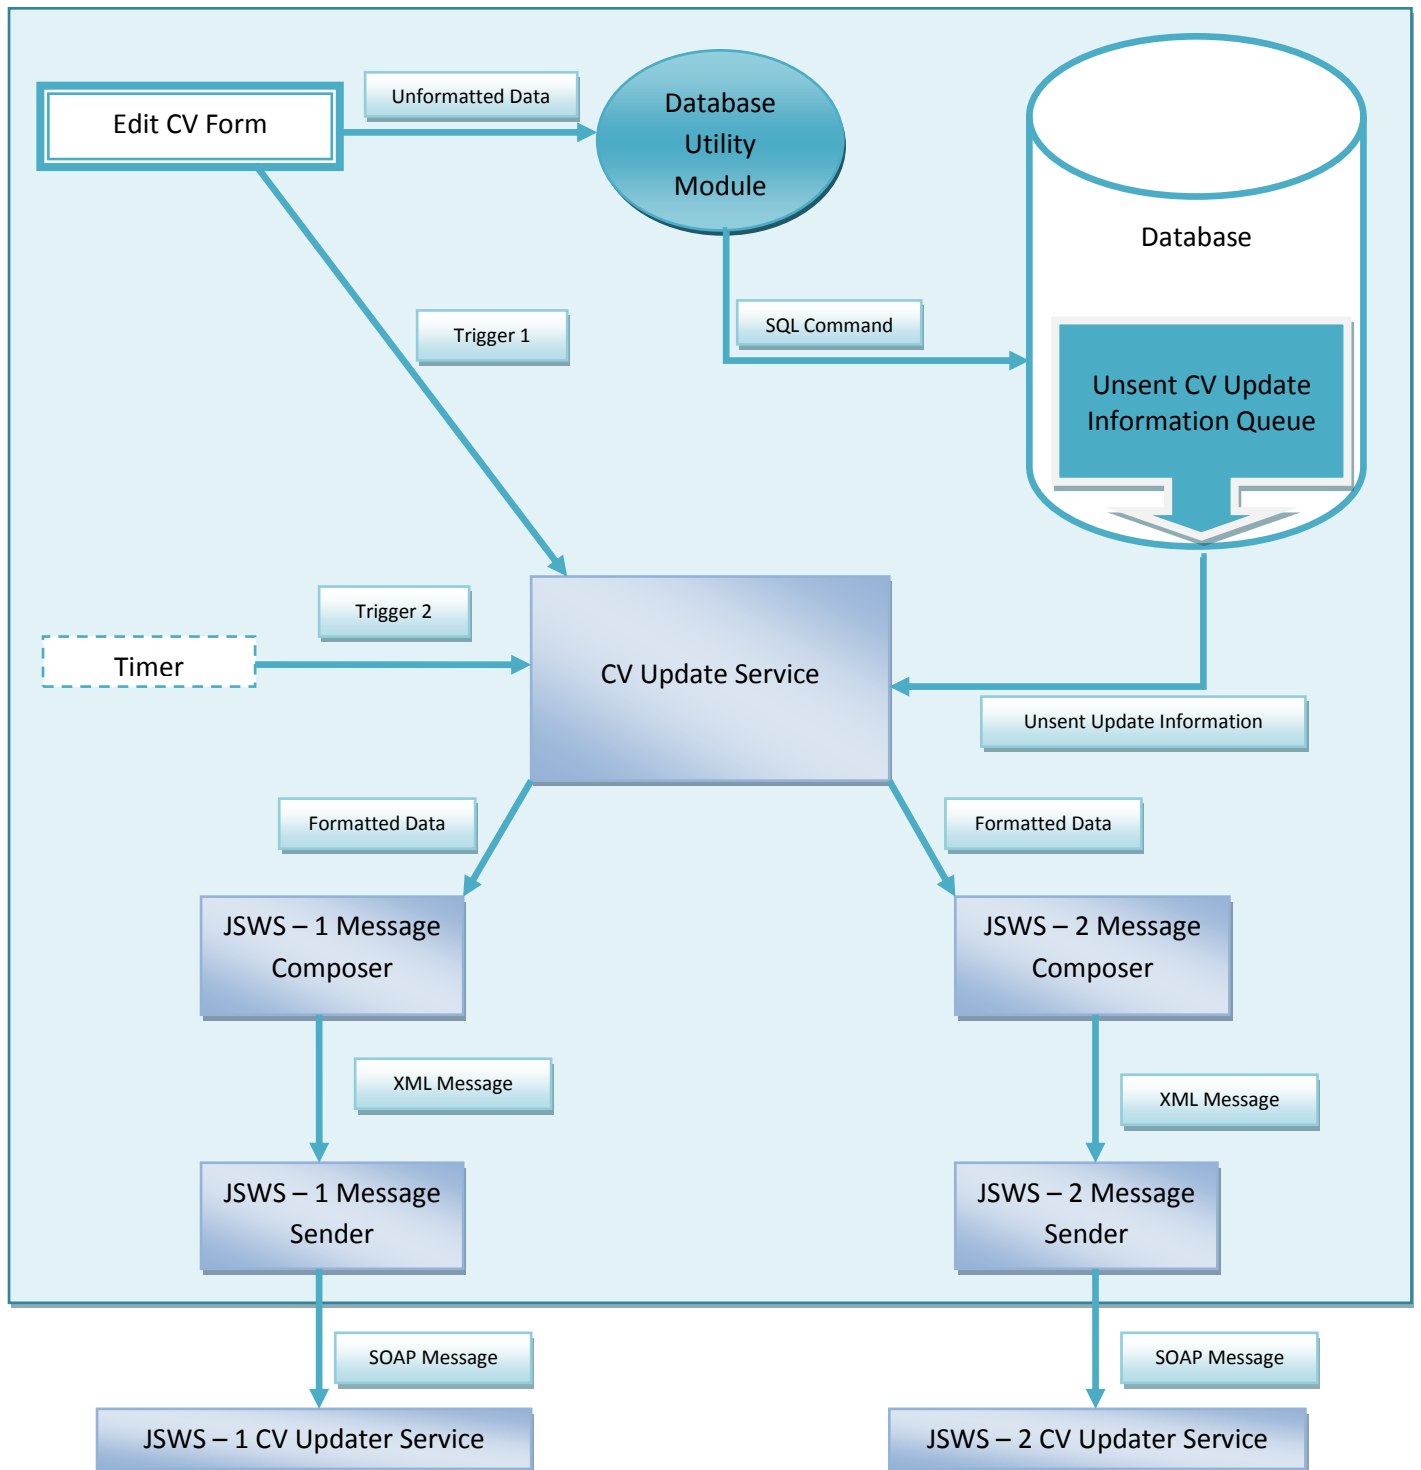 Unformatted Data
Edit CV Form
Database
Utility
Module
Database
SQL Command
Trigger 1
Unsent CV Update
Information Queue
Trigger 2
Timer
CV Update Service
Unsent Update Information
Formatted Data
Formatted Data
JSWS – 1 Message
Composer
JSWS – 2 Message
Composer
XML Message
XML Message
JSWS – 1 Message
Sender
JSWS – 2 Message
Sender
SOAP Message
SOAP Message
JSWS – 1 CV Updater Service
JSWS – 2 CV Updater Service